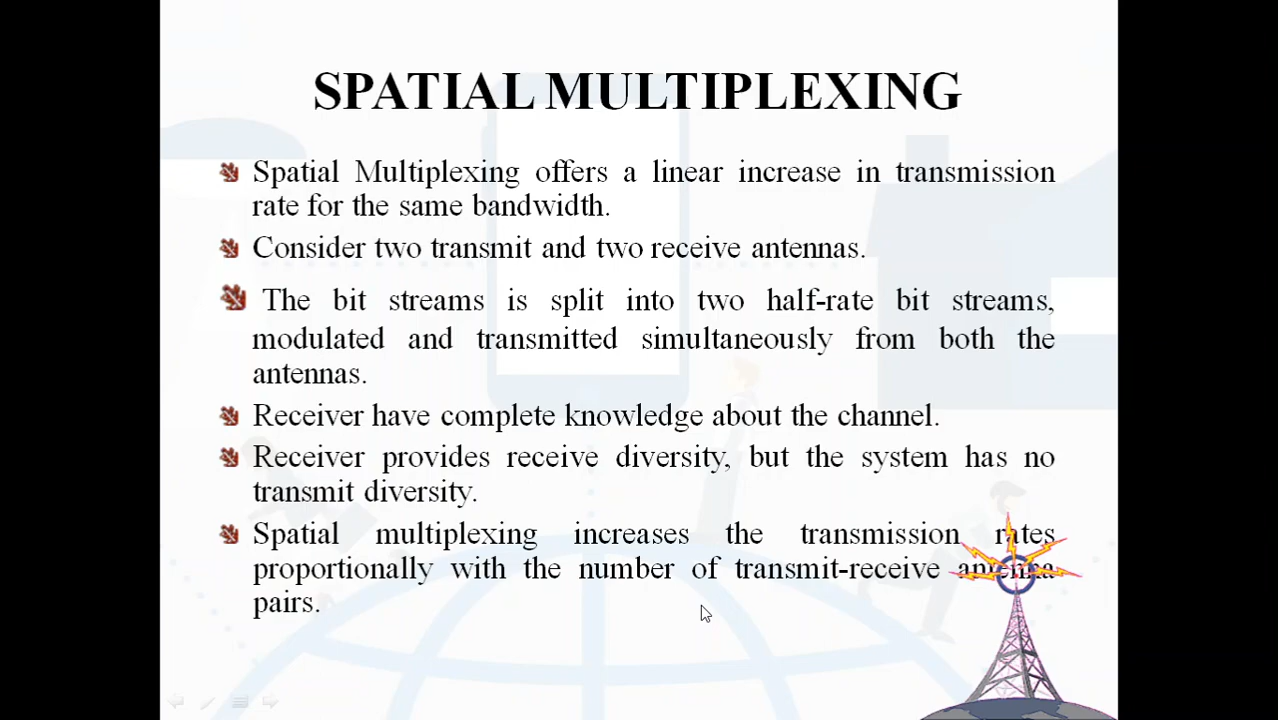 SPATIAL MULTIPLEXING
Spatial Multiplexing offers a linear increase in transmission
rate for the same bandwidth.
Consider two transmit and two receive antennas.
The bit streams is split into two half-rate bit streams,
modulated and transmitted simultaneously from both the
antennas.
Receiver have complete knowledge about the channel.
Receiver provides receive diversity, but the system has no
transmit diversity.
Spatial multiplexing increases the transmission rates
proportionally with the number of transmit-receive antenna
pairs.